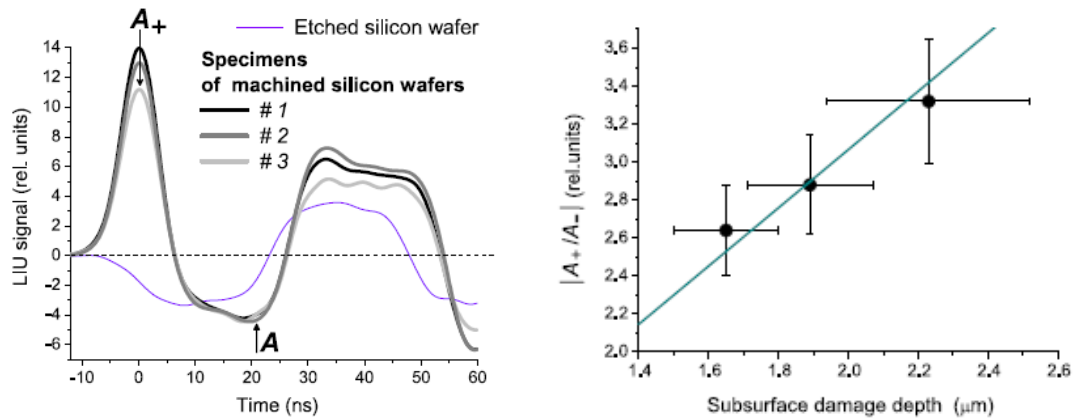 A+
Etched silicon wafer
Specimens
of machined silicon wafers
# 1
# 2
# 3
A
LIU signal (rel. units)
16
14
12
10
8
6
4
2
0
-2
-4
-6
-10 0 10 20 30 40 50 60
Time (ns)
|A+/A-| (rel.units)
3,6
3.4
3.2
3.0
2.8
2.6
2.4
2.2
2.0
1.4 1.6 1.8 2.0 2.2 2.4 2.6
Subsurface damage depth (μm)